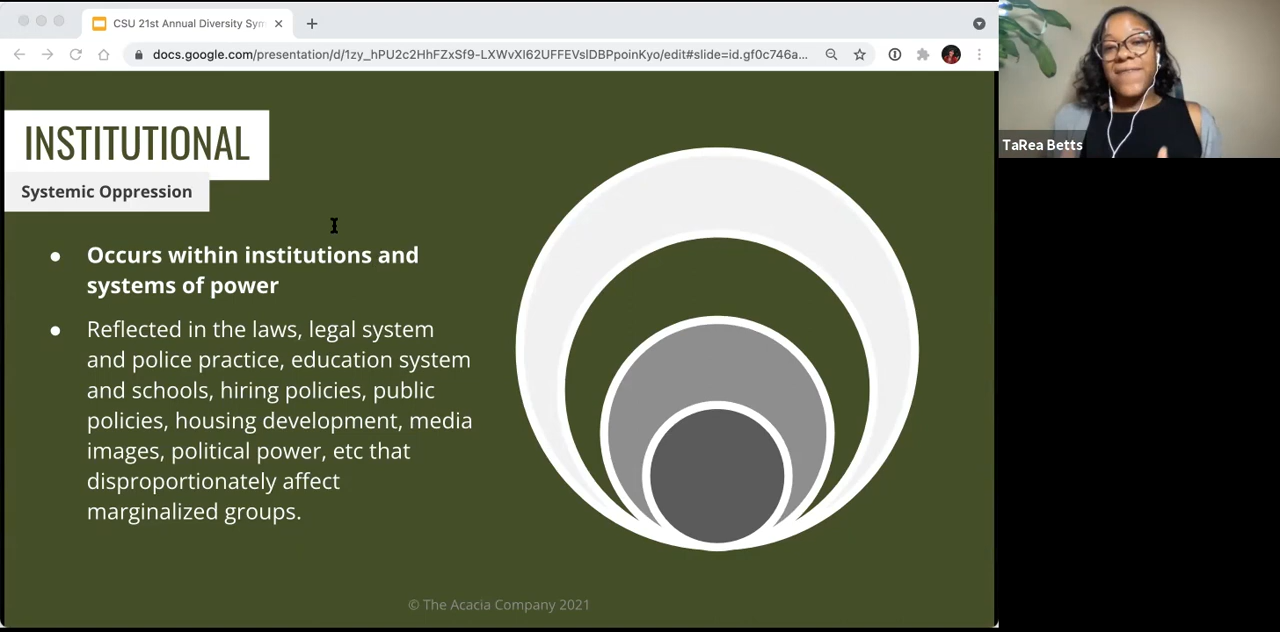 CSU 21st Annual Diversity Sym
docs.google.com/presentation/d/1zy_hPU2c2HhFZxSf9-LXWvXI62UFFEVslDBPpoinKyo/edit#slide=id.gf0c746a...
INSTITUTIONAL
Systemic Oppression
● Occurs within institutions and
systems of power
● Reflected in the laws, legal system
and police practice, education system
and schools, hiring policies, public
policies, housing development, media
images, political power, etc that
disproportionately affect
marginalized groups.
© The Acacia Company 2021
TaRea Betts